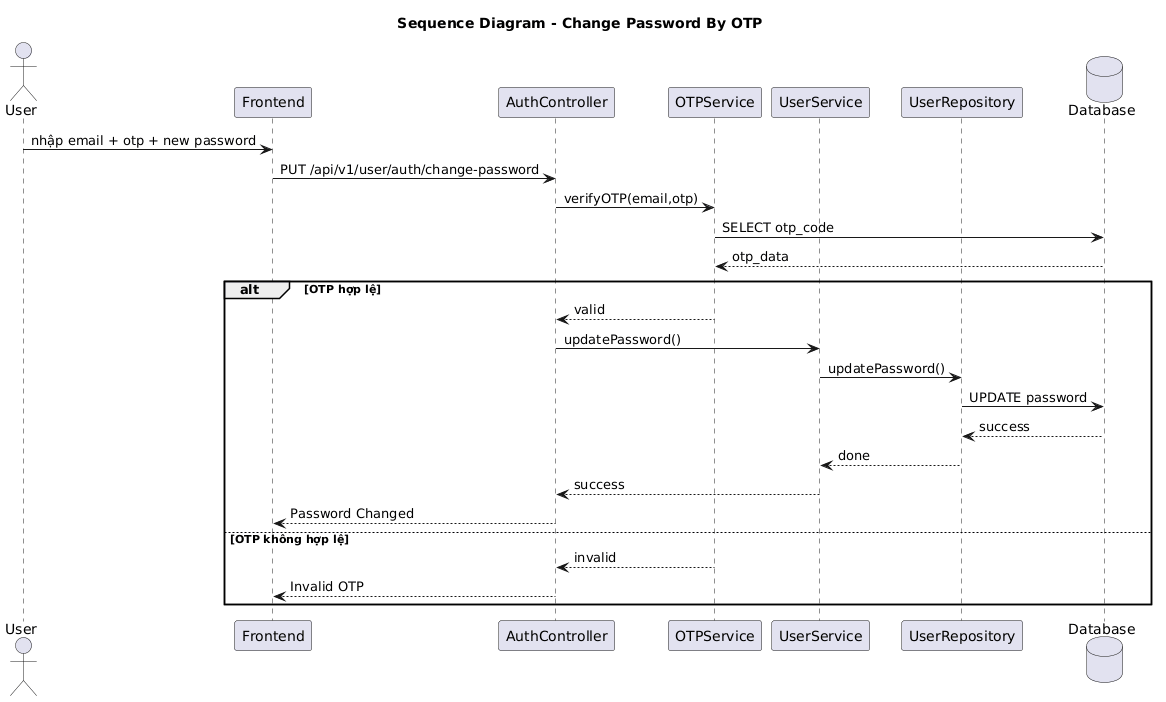 Sequence Diagram - Change Password By OTP
User
Frontend
AuthController
OTPService
UserService
UserRepository
Database
nhập email + otp + new password
PUT /api/v1/user/auth/change-password
verifyOTP(email,otp)
SELECT otp_code
otp_data
alt
[OTP hợp lệ]
valid
updatePassword()
updatePassword()
UPDATE password
success
done
success
Password Changed
[OTP không hợp lệ]
invalid
Invalid OTP
User
Frontend
AuthController
OTPService
UserService
UserRepository
Database